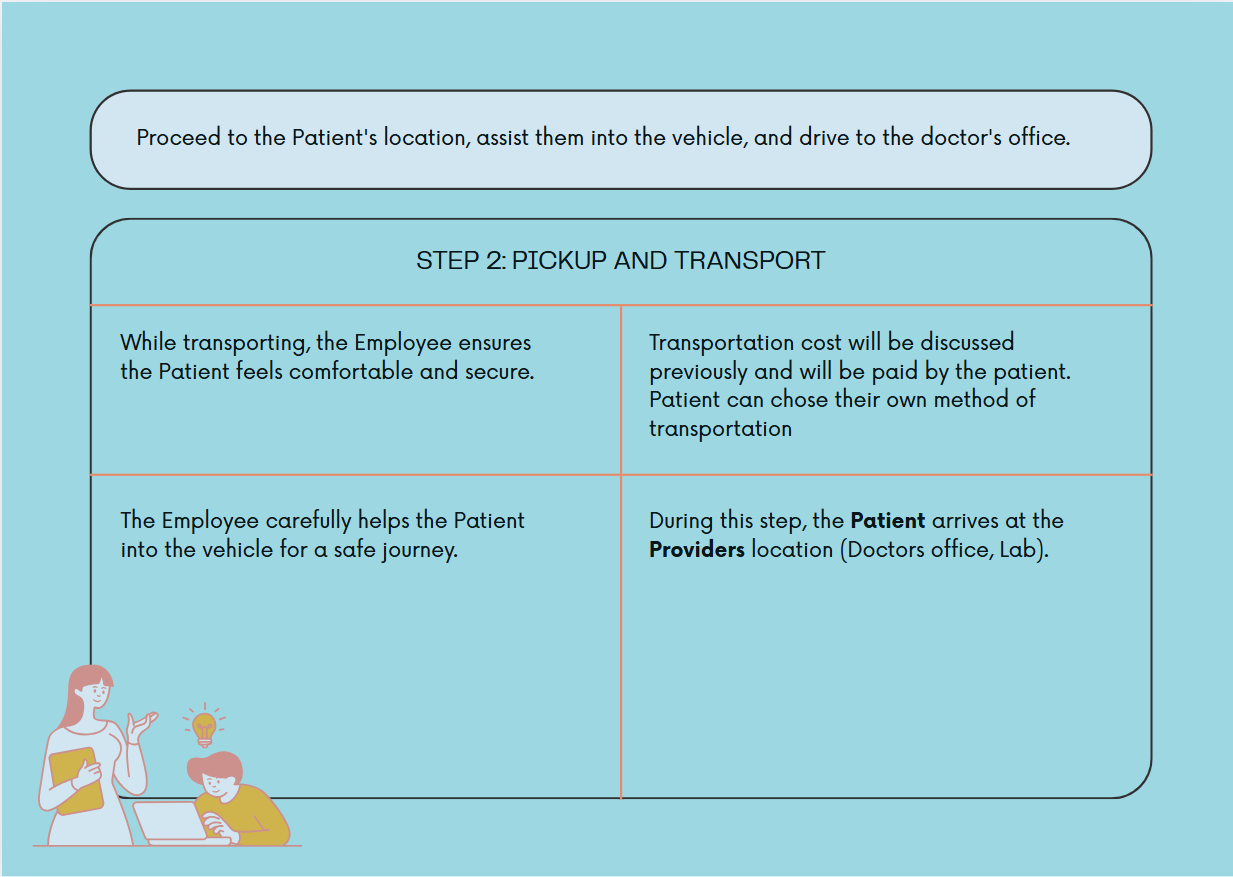 Proceed to the Patient's location, assist them into the vehicle, and drive to the doctor's office.
STEP 2: PICKUP AND TRANSPORT
While transporting, the Employee ensures
the Patient feels comfortable and secure.
Transportation cost will be discussed
previously and will be paid by the patient.
Patient can chose their own method of
transportation
The Employee carefully helps the Patient
into the vehicle for a safe journey.
During this step, the Patient arrives at the
Providers location (Doctors office, Lab).